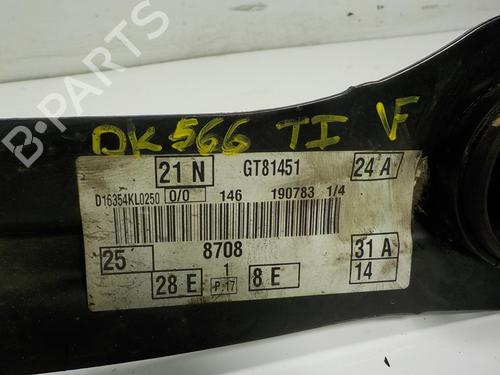 B-PARTS
DK566 TI VF
21 N GT81451 24 A
D16354KL0250 0/0 146 190783 1/4
25 8708 31 A
28 E 1 8 E 14
P.17